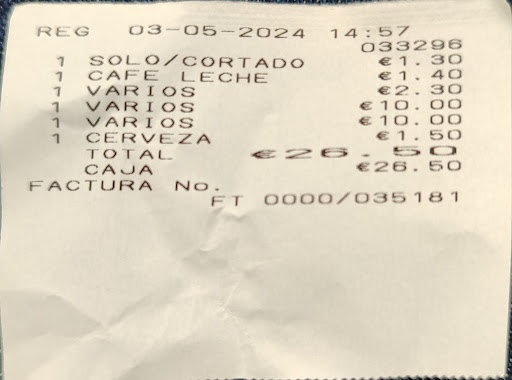 REG 03-05-2024 14:57
033296
1 SOLO/CORTADO €1.30
1 CAFE LECHE €1.40
1 VARIOS €2.30
1 VARIOS €10.00
1 VARIOS €10.00
1 CERVEZA €1.50
TOTAL €26.50
CAJA €26.50
FACTURA No.
FT 0000/035181